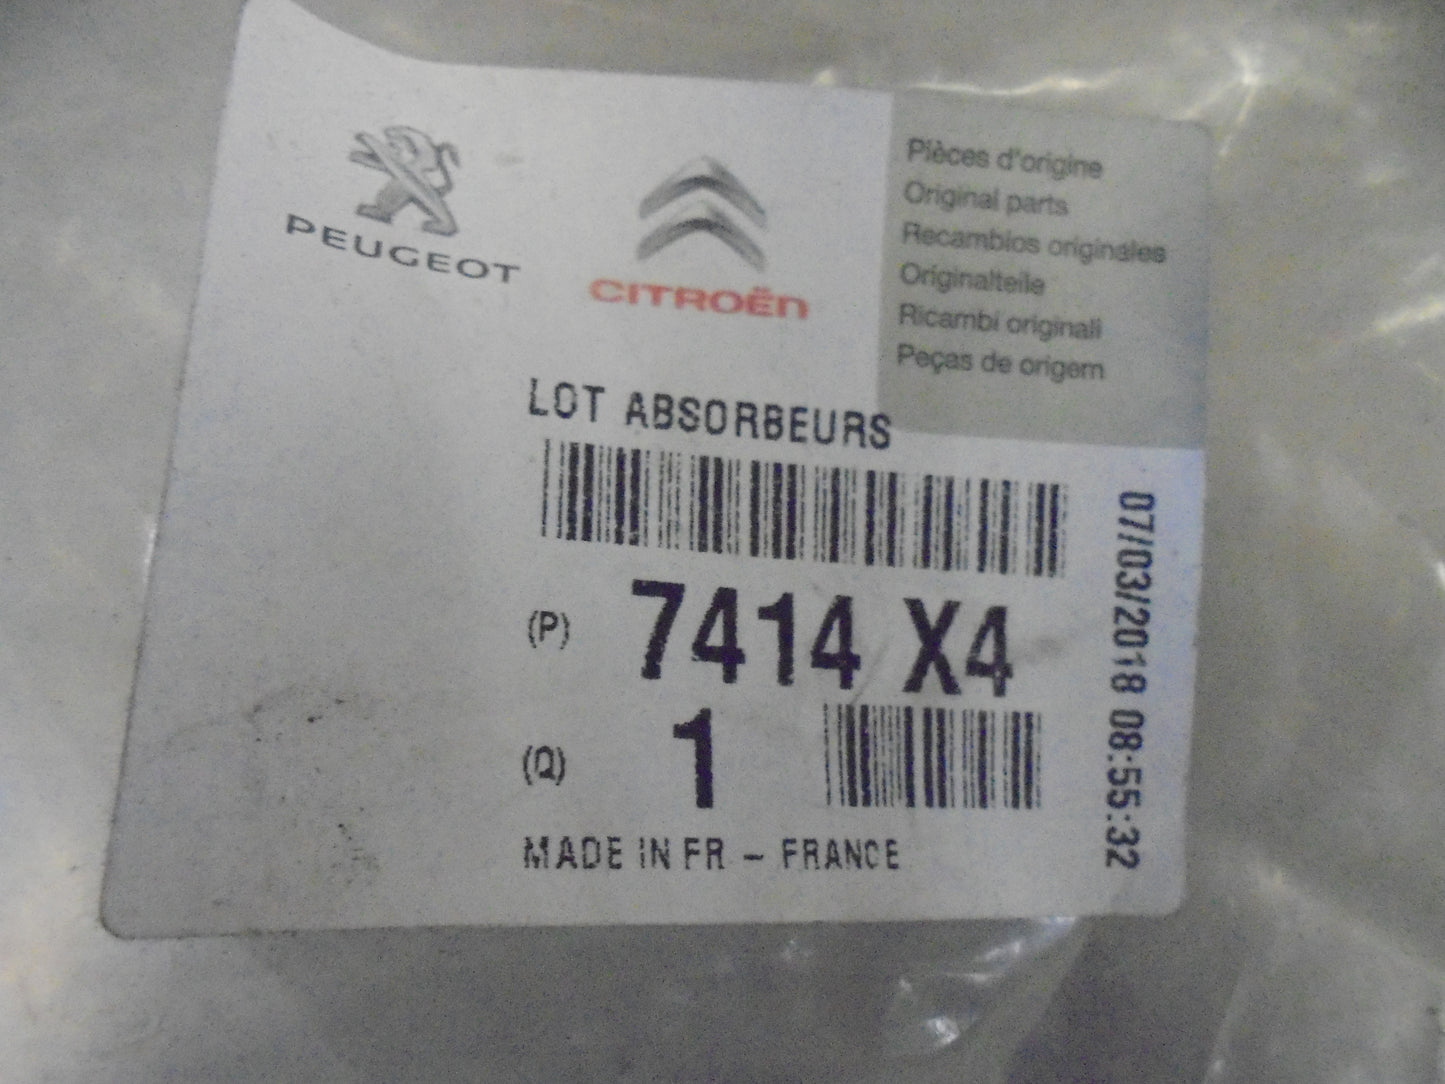 PEUGEOT
CITROËN
Pièces d'origine
Original parts
Recambios originales
Originalteile
Ricambi originali
Peças de origem
LOT ABSORBEURS
(P) 7414 X4
(Q) 1
MADE IN FR - FRANCE
07/03/2018 08:55:32